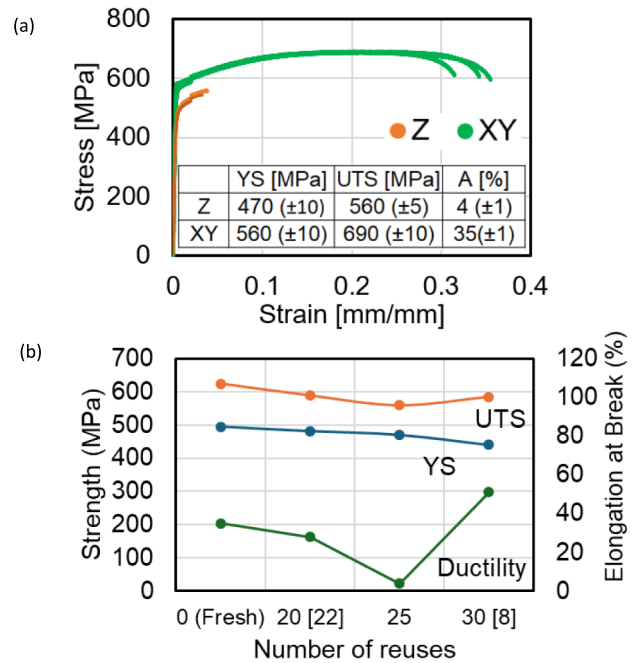 (a)
800
600
400
200
0
Stress [MPa]
Z XY
YS [MPa] UTS [MPa] A [%]
Z 470 (±10) 560 (±5) 4 (±1)
XY 560 (±10) 690 (±10) 35(±1)
0 0.1 0.2 0.3 0.4
Strain [mm/mm]
(b)
700
600
500
400
300
200
100
0
Strength (MPa)
UTS
YS
Ductility
120
100
80
60
40
20
0
Elongation at Break (%)
0 (Fresh) 20 [22] 25 30 [8]
Number of reuses